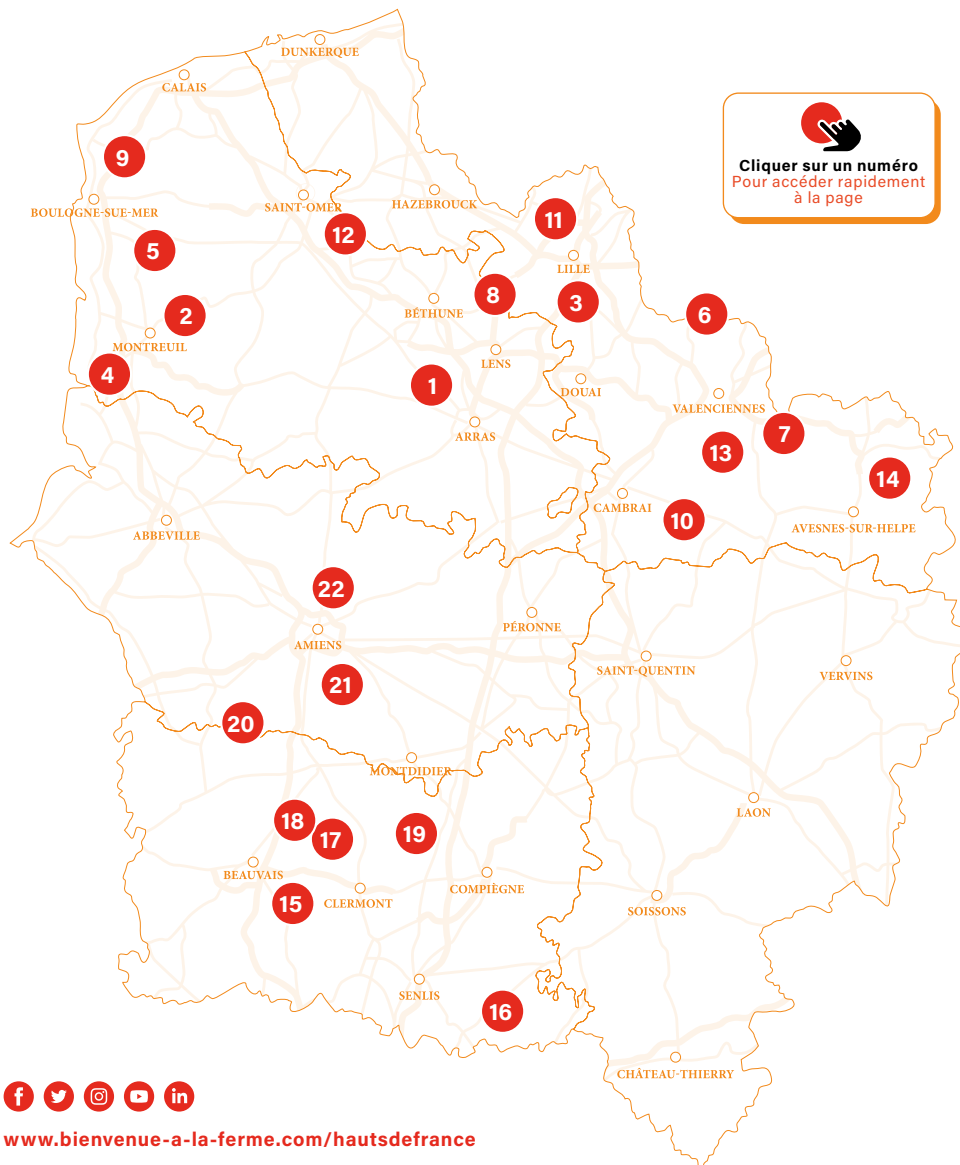 DUNKERQUE
CALAIS
Cliquer sur un numéro
Pour accéder rapidement
à la page
9
SAINT-OMER
HAZEBROUCK
BOULOGNE-SUE-MER
11
12
5
LILLE
8
3
2
BÉTHUNE
6
MONTREUIL
LENS
4
1
DOUAI
VALENCIENNES
ARRAS
7
13
14
CAMBRAI
10
AVESNES-SUR-HELPE
ABBEVILLE
22
PÉRONNE
AMIENS
SAINT-QUENTIN
VERVINS
21
20
MONTDIDIER
LAON
18
17
19
BEAUVAIS
COMPIÈGNE
15
CLERMONT
SOISSONS
SENLIS
16
CHÂTEAU-THIERRY
f
in
www.bienvenue-a-la-ferme.com/hautsdefrance